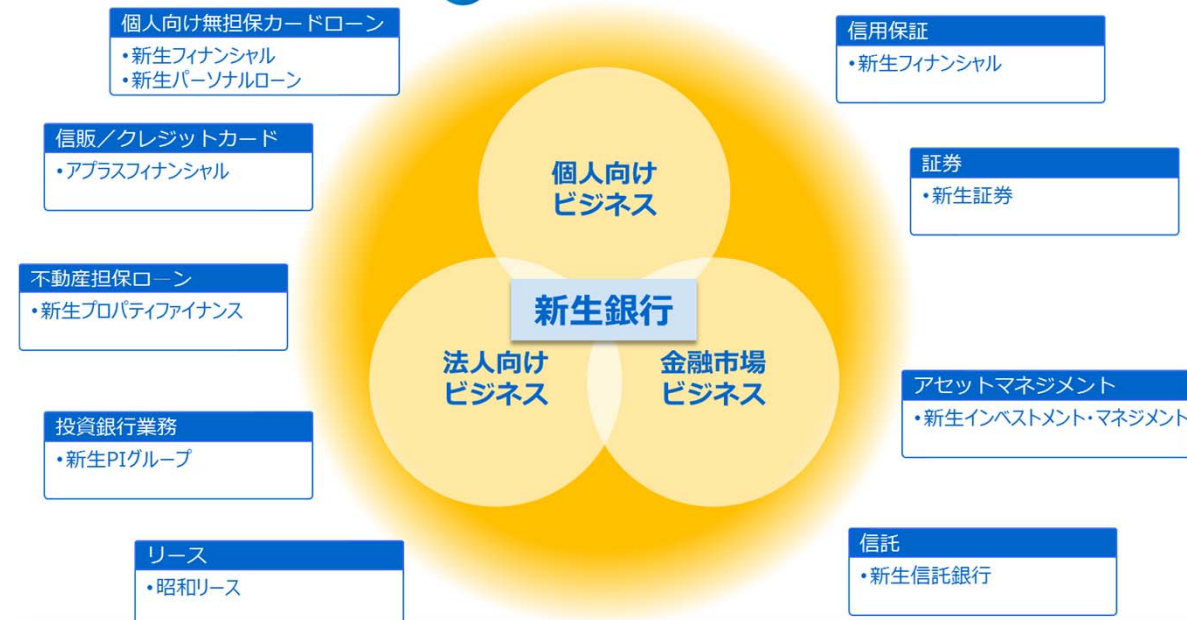 個人向け無担保カードローン
・新生フィナンシャル
・新生パーソナルローン
信販／クレジットカード
・アプラスフィナンシャル
不動産担保ローン
・新生プロパティファイナンス
投資銀行業務
・新生PIグループ
リース
・昭和リース
個人向け
ビジネス
新生銀行
法人向け
ビジネス
金融市場
ビジネス
信用保証
・新生フィナンシャル
証券
・新生証券
アセットマネジメント
・新生インベストメント・マネジメント
信託
・新生信託銀行